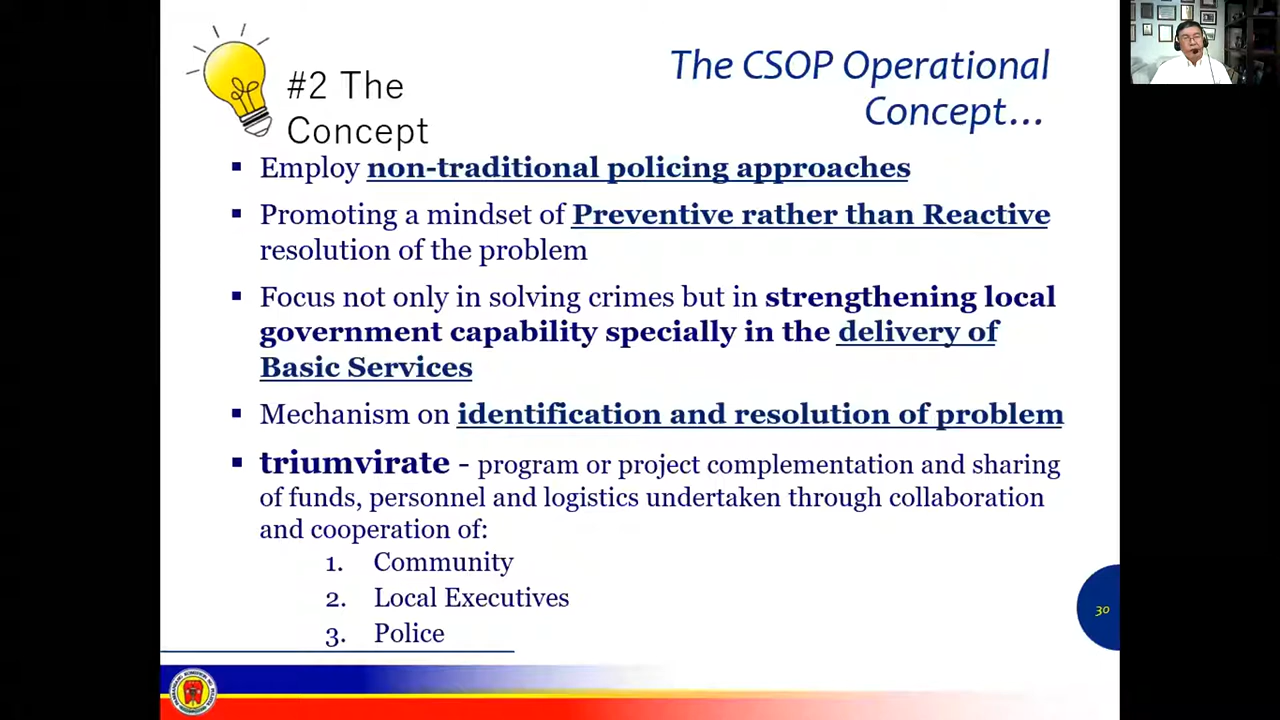 #2 The
Concept
The CSOP Operational
Concept...
▪ Employ non-traditional policing approaches
▪ Promoting a mindset of Preventive rather than Reactive
resolution of the problem
▪ Focus not only in solving crimes but in strengthening local
government capability specially in the delivery of
Basic Services
▪ Mechanism on identification and resolution of problem
▪ triumvirate - program or project complementation and sharing
of funds, personnel and logistics undertaken through collaboration
and cooperation of:
1. Community
2. Local Executives
3. Police
30